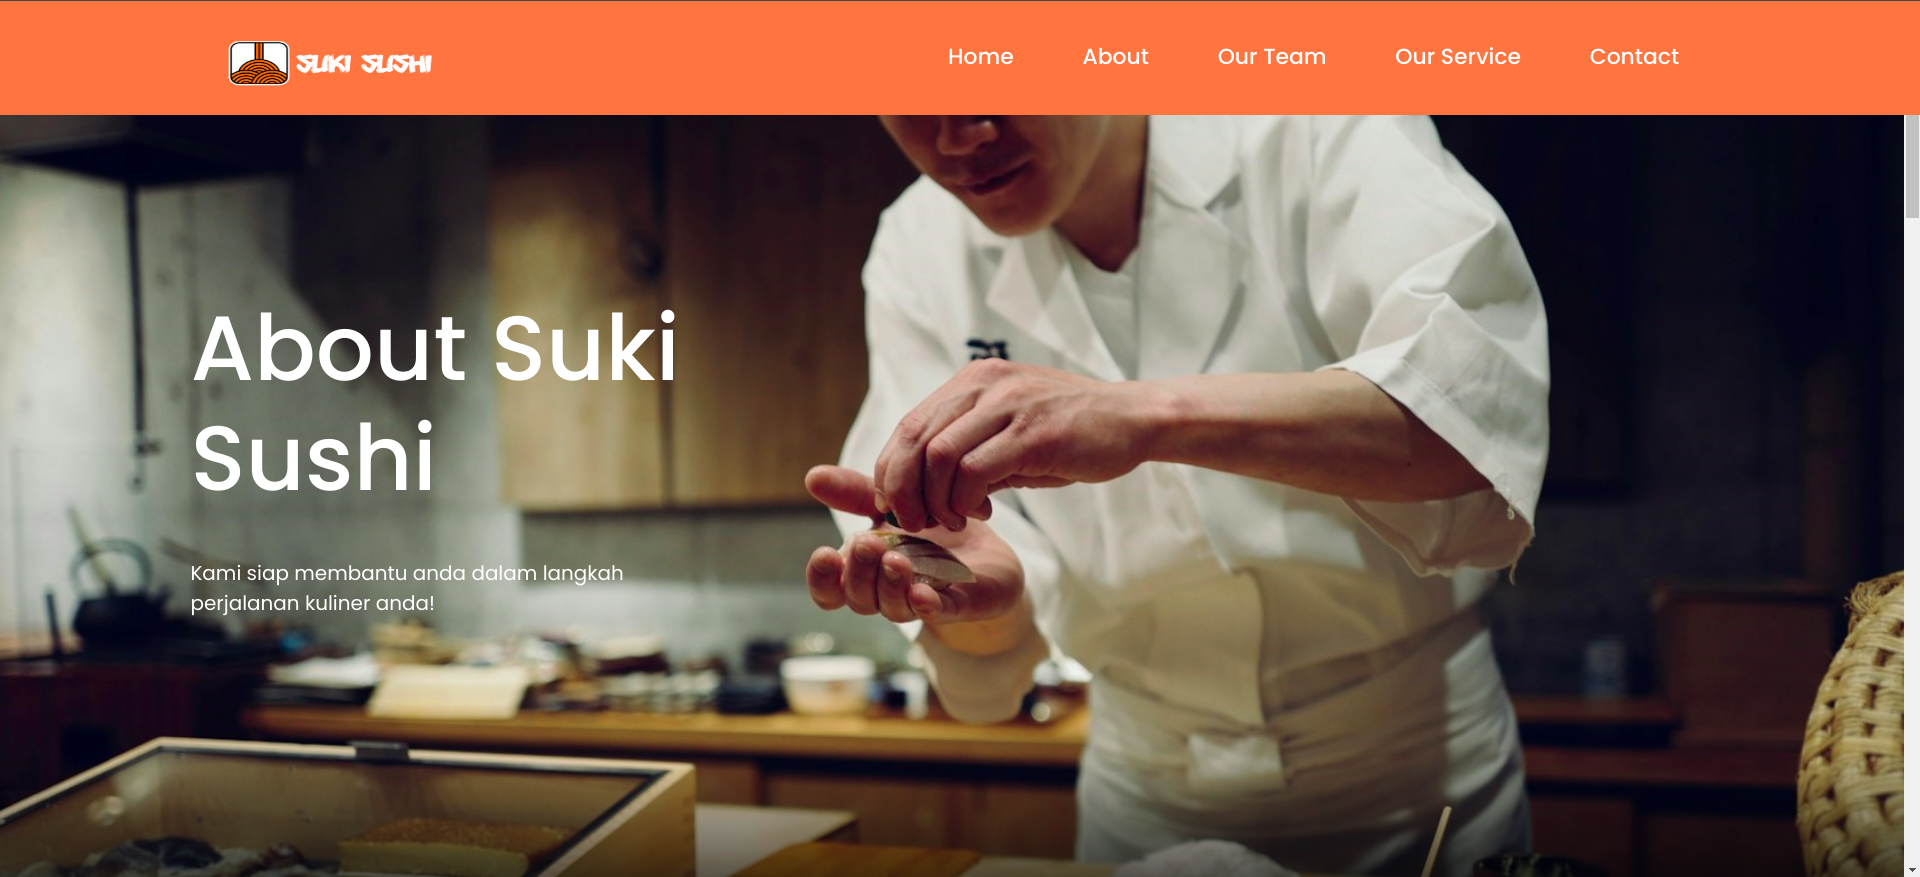 SUKI SUSHI
Home
About
Our Team
Our Service
Contact
About Suki
Sushi
Kami siap membantu anda dalam langkah
perjalanan kuliner anda!